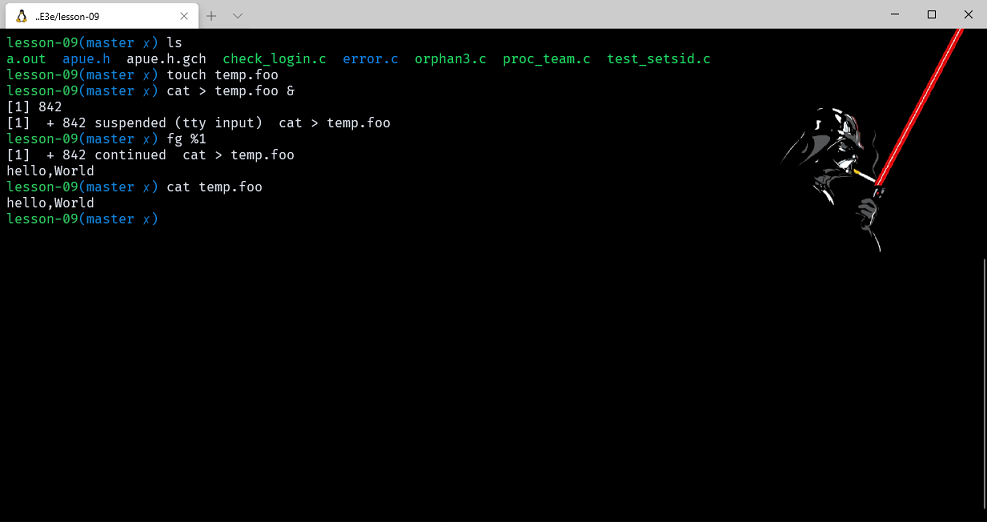 ..E3e/lesson-09
lesson-09(master x) ls
a.out  apue.h  apue.h.gch  check_login.c  error.c  orphan3.c  proc_team.c  test_setsid.c
lesson-09(master x) touch temp.foo
lesson-09(master x) cat > temp.foo &
[1] 842
[1]  + 842 suspended (tty input)  cat > temp.foo
lesson-09(master x) fg %1
[1]  + 842 continued  cat > temp.foo
hello,World
lesson-09(master x) cat temp.foo
hello,World
lesson-09(master x)